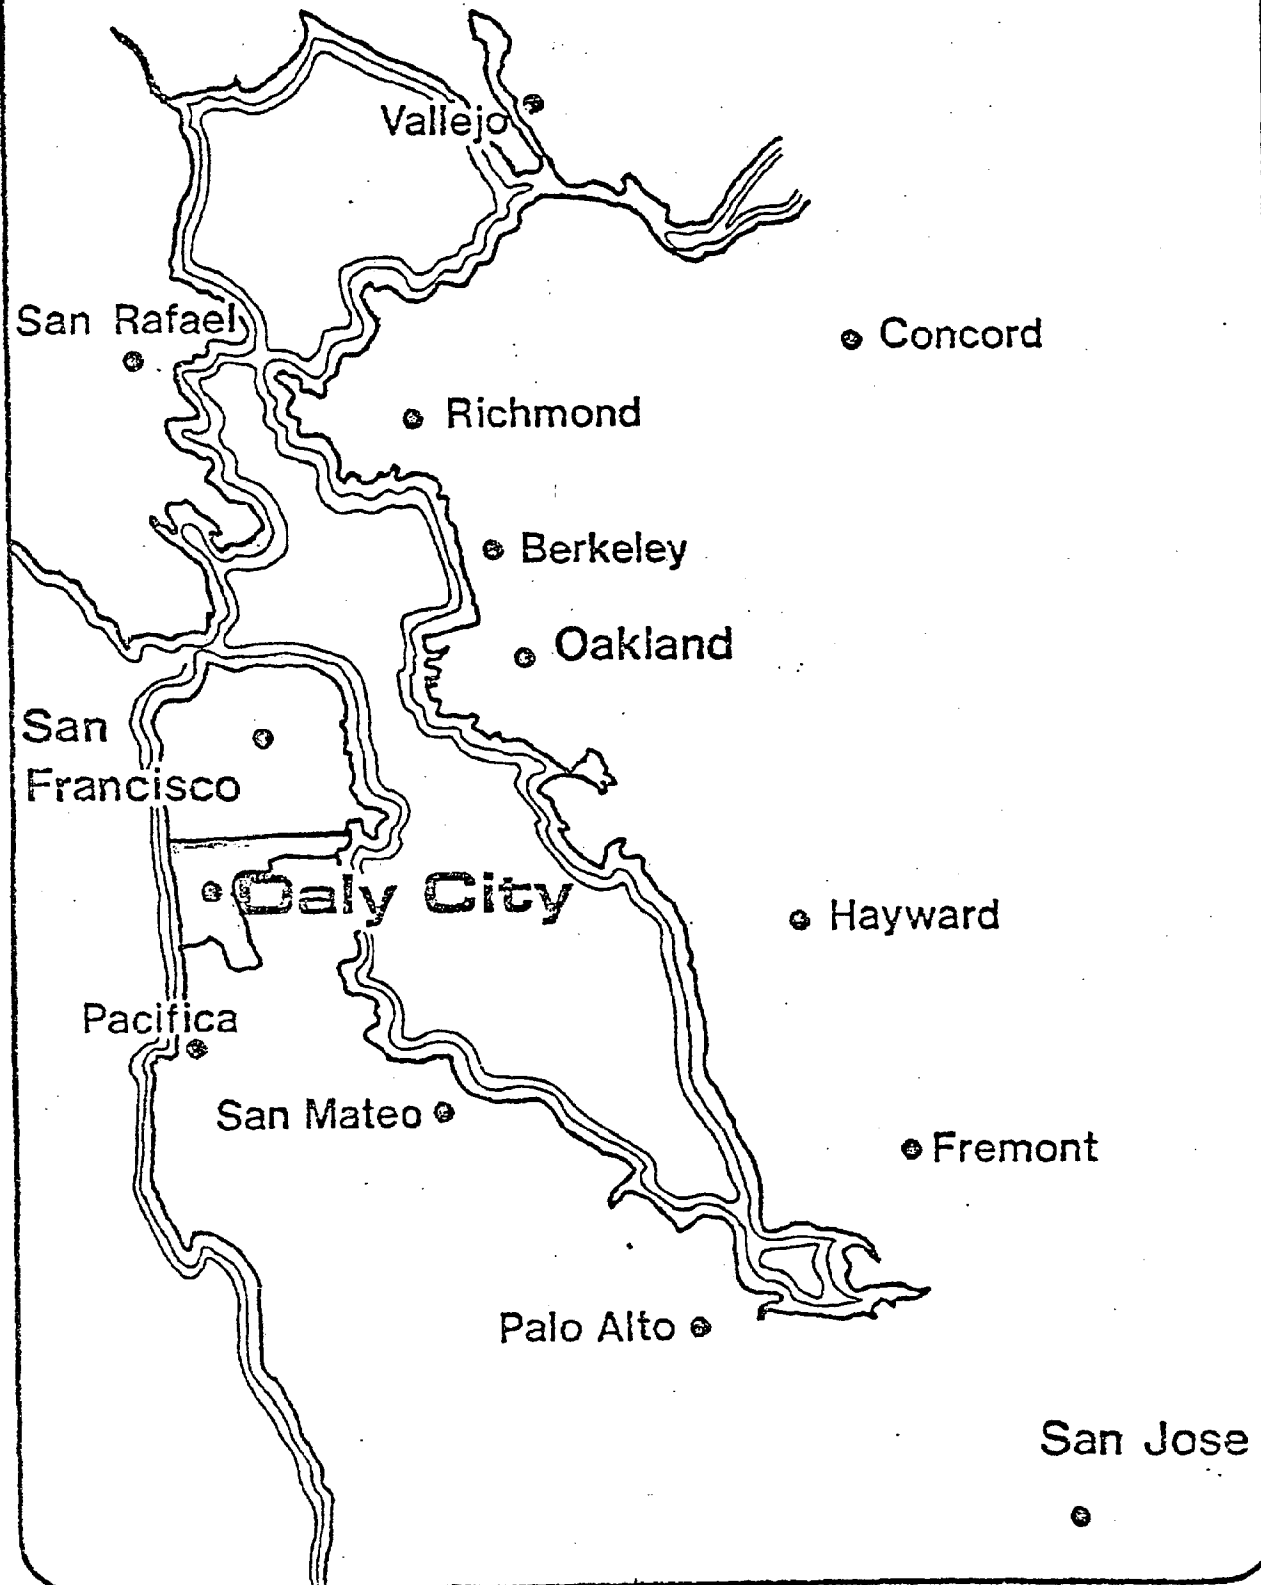 Vallejo
San Rafael
Concord
Richmond
Berkeley
Oakland
San
Francisco
Daly City
Hayward
Pacifica
San Mateo
Fremont
Palo Alto
San Jose